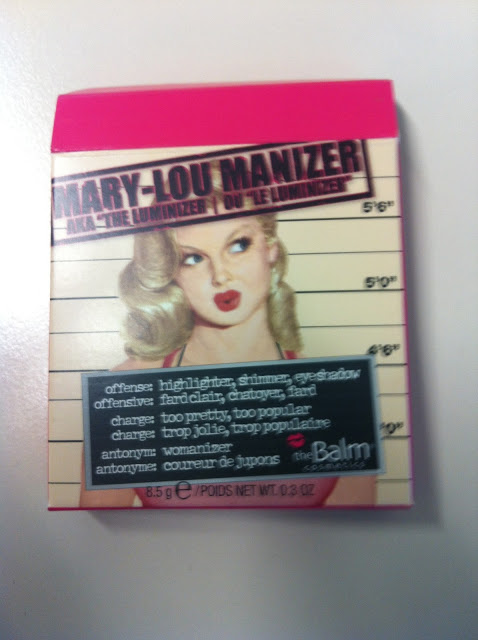 MARY-LOU MANIZER
AKA "THE LUMINIZER" | OU "LE LUMINIZER"
5'6"
5'0"
4'6"
'0"
offense: highlighter, shimmer, eyeshadow
offensive: fard clair, chatoyer, fard
charge: too pretty, too popular
charge: trop jolie, trop populaire
antonym: womanizer
antonyme: coureur de jupons
theBalm
COSMETICS
8.5 g ℮ /POIDS NET WT. 0.3 OZ